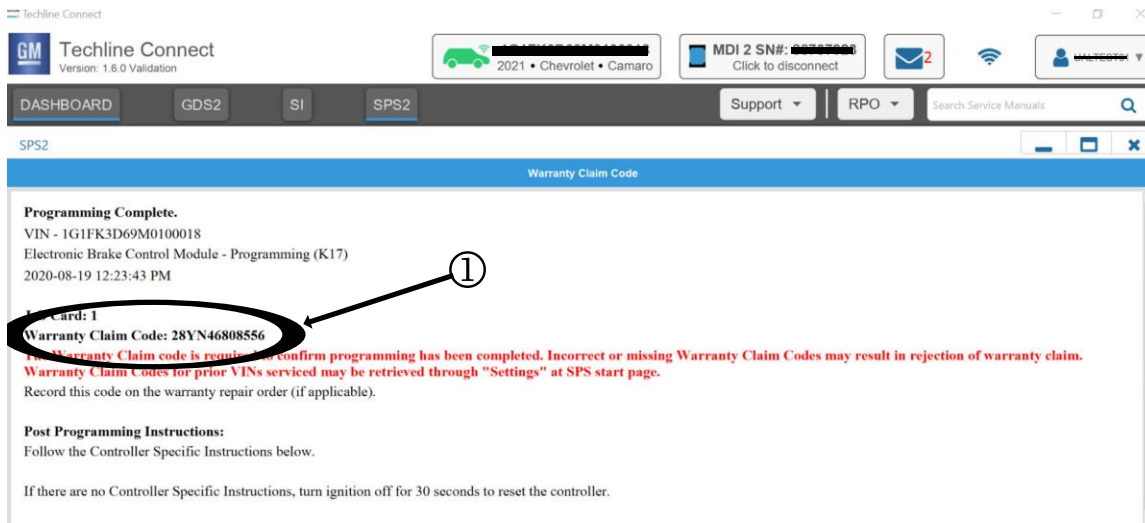 Techline Connect
GM
Techline Connect
Version: 1.6.0 Validation
2021 • Chevrolet • Camaro
MDI 2 SN#:
Click to disconnect
2
DASHBOARD
GDS2
SI
SPS2
Support
RPO
Search Service Manuals
SPS2
Warranty Claim Code
Programming Complete.
VIN - 1G1FK3D69M0100018
Electronic Brake Control Module - Programming (K17)
2020-08-19 12:23:43 PM
1
Card: 1
Warranty Claim Code: 28YN46808556
The Warranty Claim code is required to confirm programming has been completed. Incorrect or missing Warranty Claim Codes may result in rejection of warranty claim.
Warranty Claim Codes for prior VINs serviced may be retrieved through "Settings" at SPS start page.
Record this code on the warranty repair order (if applicable).
Post Programming Instructions:
Follow the Controller Specific Instructions below.
If there are no Controller Specific Instructions, turn ignition off for 30 seconds to reset the controller.